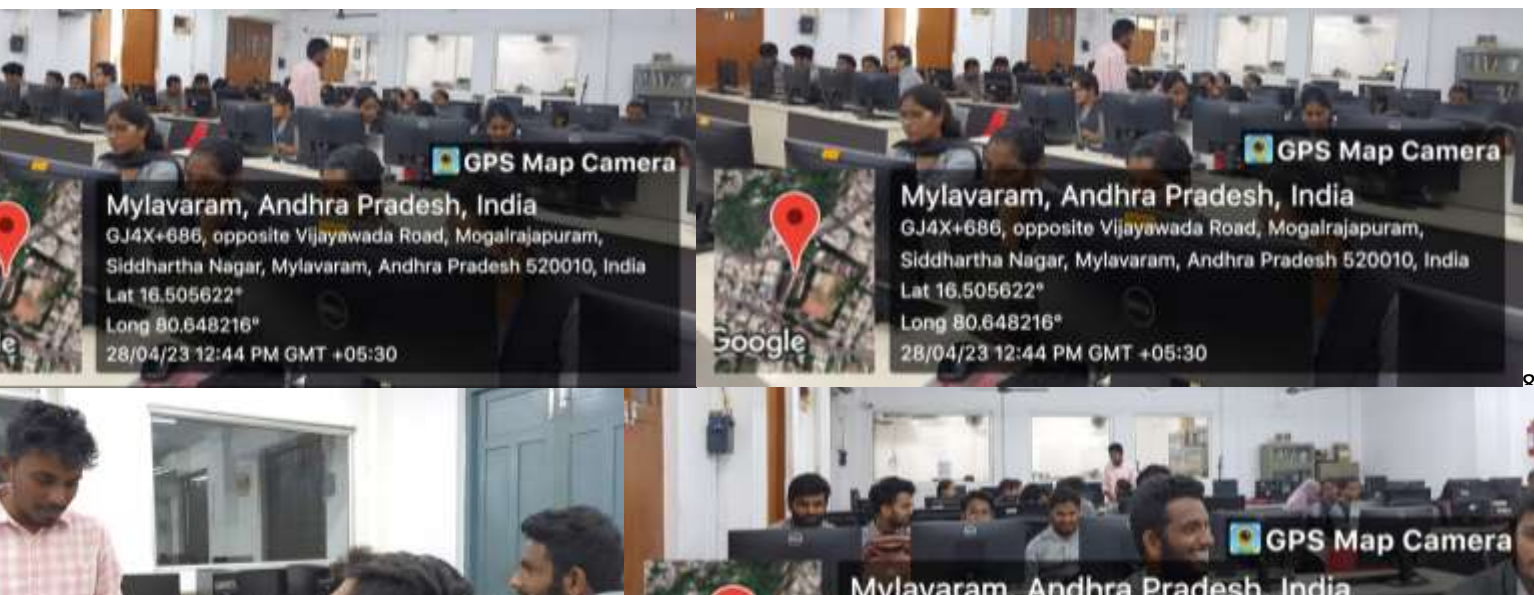 GPS Map Camera
Mylavaram, Andhra Pradesh, India
GJ4X+686, opposite Vijayawada Road, Mogalrajapuram,
Siddhartha Nagar, Mylavaram, Andhra Pradesh 520010, India
Lat 16.505622°
Long 80.648216°
28/04/23 12:44 PM GMT +05:30
le
GPS Map Camera
Mylavaram, Andhra Pradesh, India
GJ4X+686, opposite Vijayawada Road, Mogalrajapuram,
Siddhartha Nagar, Mylavaram, Andhra Pradesh 520010, India
Lat 16.505622°
Long 80.648216°
28/04/23 12:44 PM GMT +05:30
Google
GPS Map Camera
Mylavaram, Andhra Pradesh, India